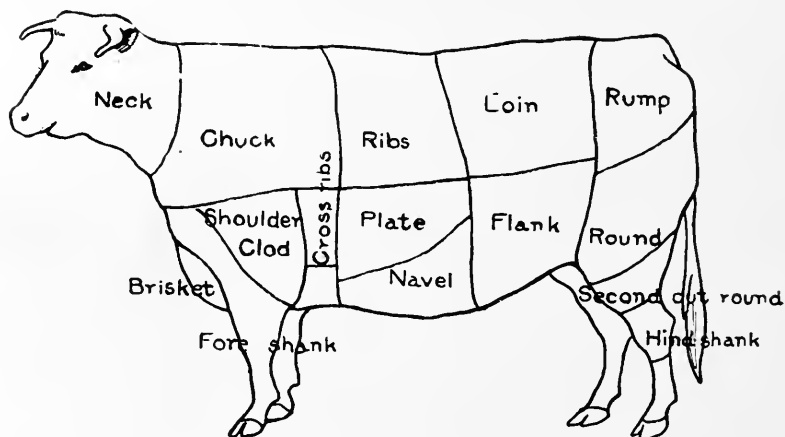 Neck
Chuck
Cross ribs
Ribs
Loin
Rump
Shoulder
Clod
Plate
Flank
Round
Brisket
Navel
Second cut round
Fore shank
Hind shank